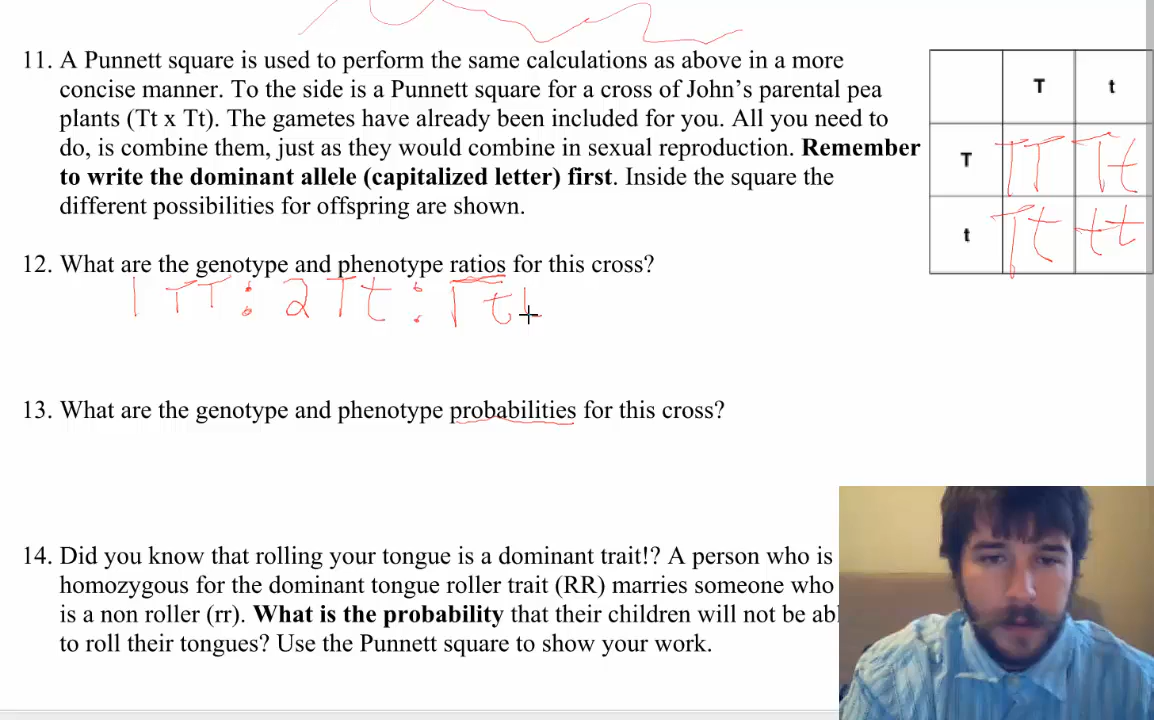 11. A Punnett square is used to perform the same calculations as above in a more
concise manner. To the side is a Punnett square for a cross of John's parental pea
plants (Tt x Tt). The gametes have already been included for you. All you need to
do, is combine them, just as they would combine in sexual reproduction. Remember
to write the dominant allele (capitalized letter) first. Inside the square the
different possibilities for offspring are shown.
T t
T TT Tt
t Tt tt
12. What are the genotype and phenotype ratios for this cross?
1 TT : 2 Tt : 1 tt
13. What are the genotype and phenotype probabilities for this cross?
14. Did you know that rolling your tongue is a dominant trait!? A person who is
homozygous for the dominant tongue roller trait (RR) marries someone who
is a non roller (rr). What is the probability that their children will not be ab
to roll their tongues? Use the Punnett square to show your work.